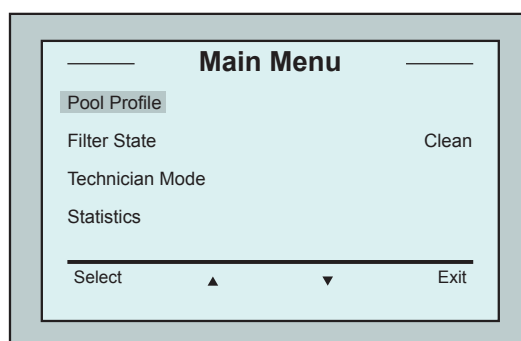 Main Menu
Pool Profile
Filter State Clean
Technician Mode
Statistics
Select ▲ ▼ Exit